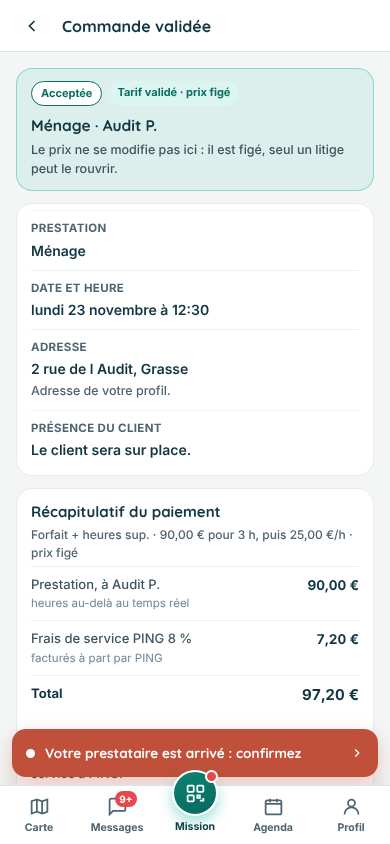 Commande validée
Acceptée
Tarif validé · prix figé
Ménage · Audit P.
Le prix ne se modifie pas ici : il est figé, seul un litige
peut le rouvrir.
PRESTATION
Ménage
DATE ET HEURE
lundi 23 novembre à 12:30
ADRESSE
2 rue de l Audit, Grasse
Adresse de votre profil.
PRÉSENCE DU CLIENT
Le client sera sur place.
Récapitulatif du paiement
Forfait + heures sup. · 90,00 € pour 3 h, puis 25,00 €/h ·
prix figé
Prestation, à Audit P. 90,00 €
heures au-delà au temps réel
Frais de service PING 8 % 7,20 €
facturés à part par PING
Total 97,20 €
Votre prestataire est arrivé : confirmez
9+
Carte
Messages
Mission
Agenda
Profil